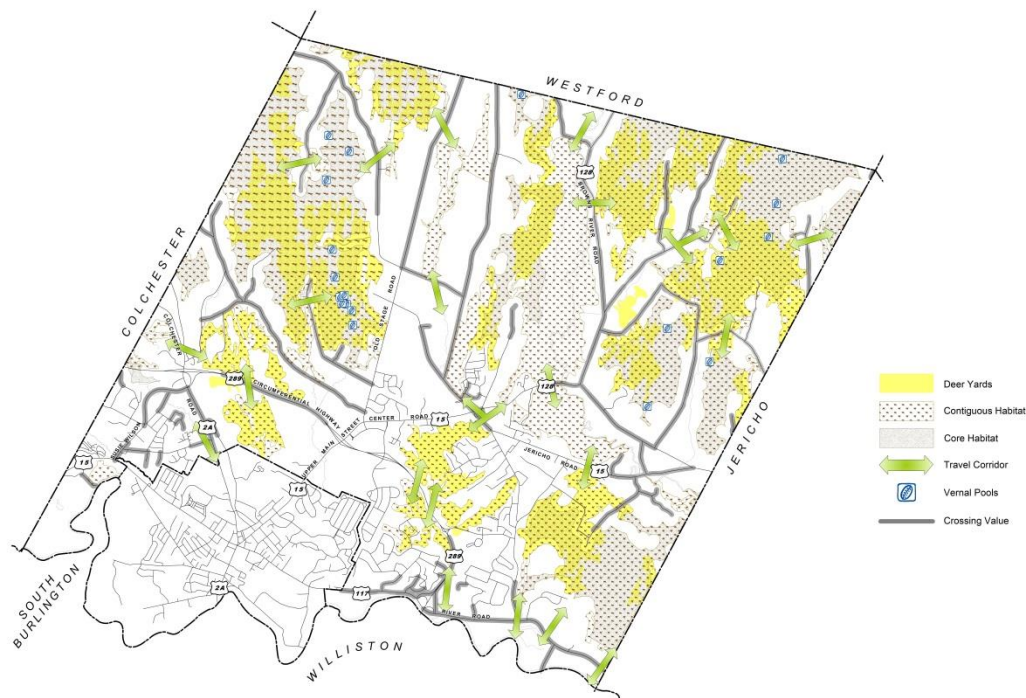 WESTFORD
128
BROWNS RIVER ROAD
COLCHESTER
OLD STAGE ROAD
COLCHESTER ROAD
289
CIRCUMFERENTIAL HIGHWAY
128
CENTER ROAD
15
UPPER MAIN STREET
2A
SUSIE WILSON
15
JERICHO ROAD
15
JERICHO
15
289
2A
117
RIVER ROAD
SOUTH
BURLINGTON
WILLISTON
Deer Yards
Contiguous Habitat
Core Habitat
Travel Corridor
Vernal Pools
Crossing Value